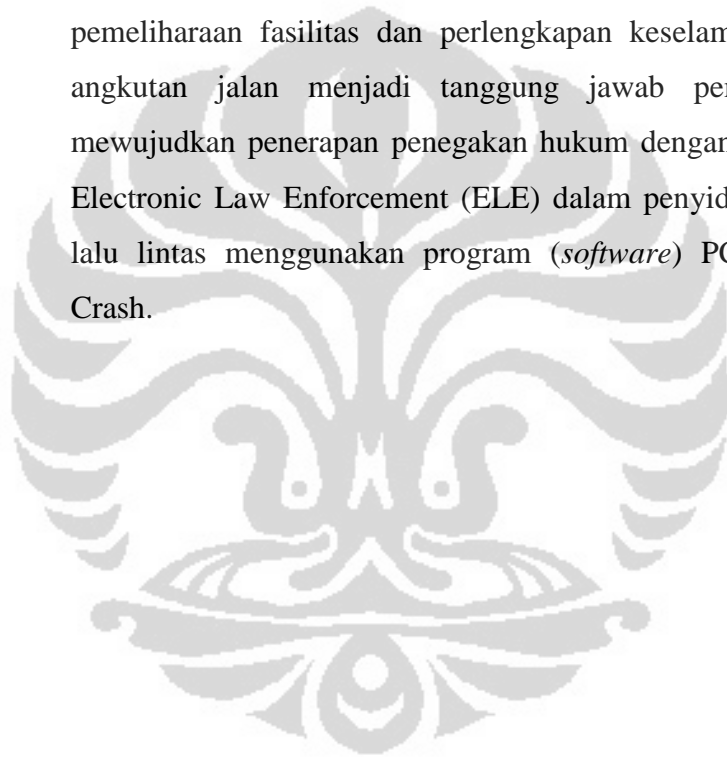 pemeliharaan fasilitas dan perlengkapan keselam
angkutan jalan menjadi tanggung jawab per
mewujudkan penerapan penegakan hukum dengan
Electronic Law Enforcement (ELE) dalam penyid
lalu lintas menggunakan program (software) PC
Crash.